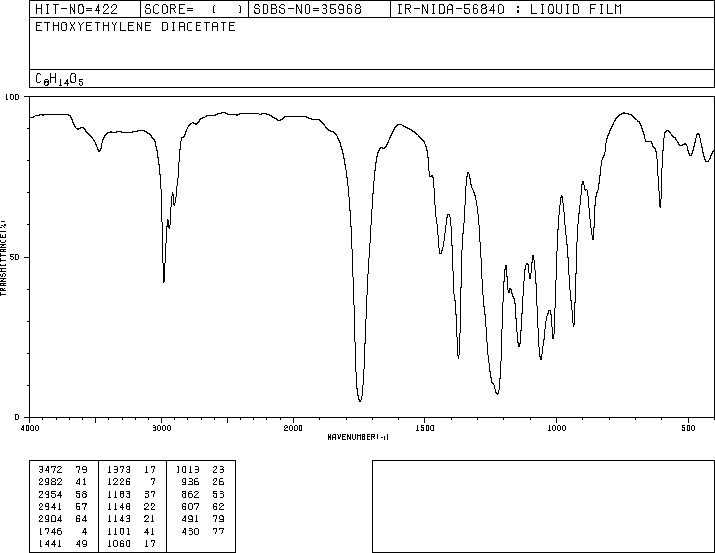 HIT-NO=422 SCORE= ( ) SDBS-NO=35968 IR-NIDA-56840 : LIQUID FILM
ETHOXYETHYLENE DIACETATE
C8H14O5
100
50
0
TRANSMITTANCE(%)
4000 3000 2000 1500 1000 500
WAVENUMBER(-1)
3472 79 1373 17 1013 23
2982 41 1226 7 936 26
2954 58 1183 37 862 53
2941 57 1148 22 607 62
2904 64 1143 21 491 79
1746 4 1101 41 430 77
1441 49 1060 17